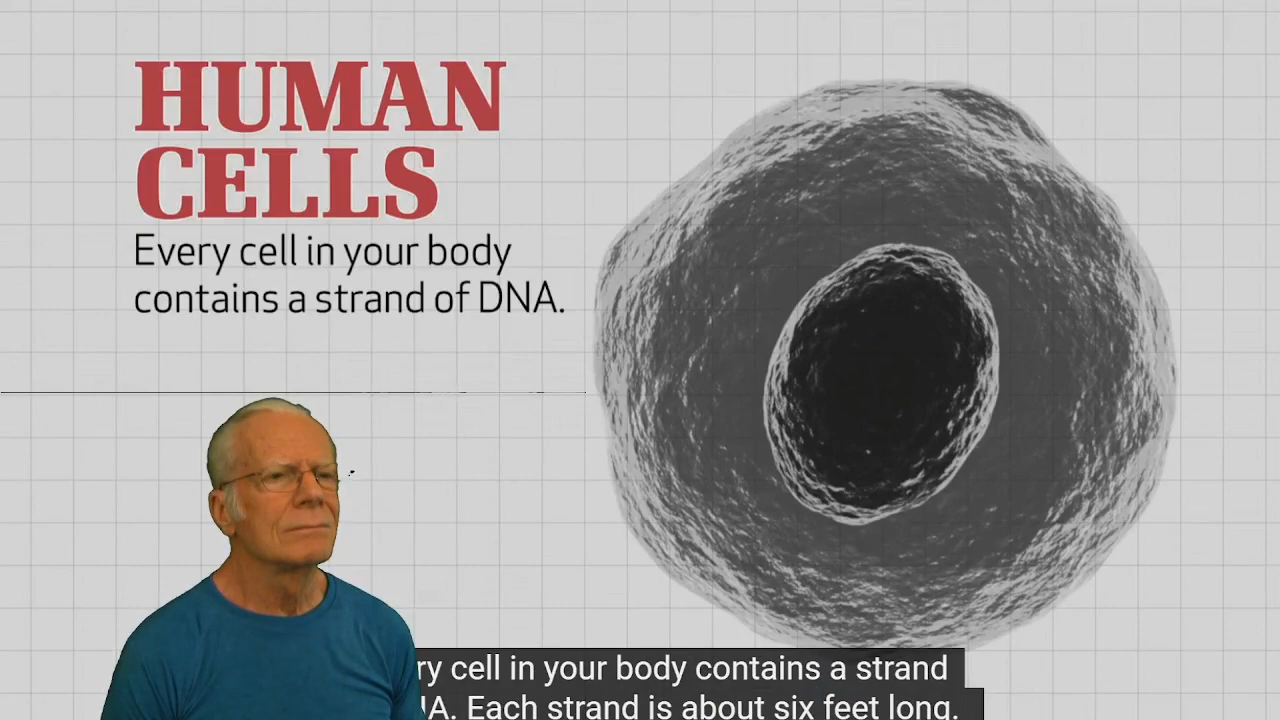 HUMAN
CELLS
Every cell in your body
contains a strand of DNA.
cell in your body contains a strand
Each strand is about six feet long.